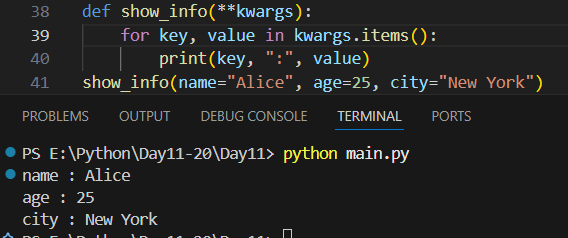 38 def show_info(**kwargs):
39 for key, value in kwargs.items():
40 print(key, ":", value)
41 show_info(name="Alice", age=25, city="New York")
PROBLEMS OUTPUT DEBUG CONSOLE TERMINAL PORTS
PS E:\Python\Day11-20\Day11> python main.py
name : Alice
age : 25
city : New York